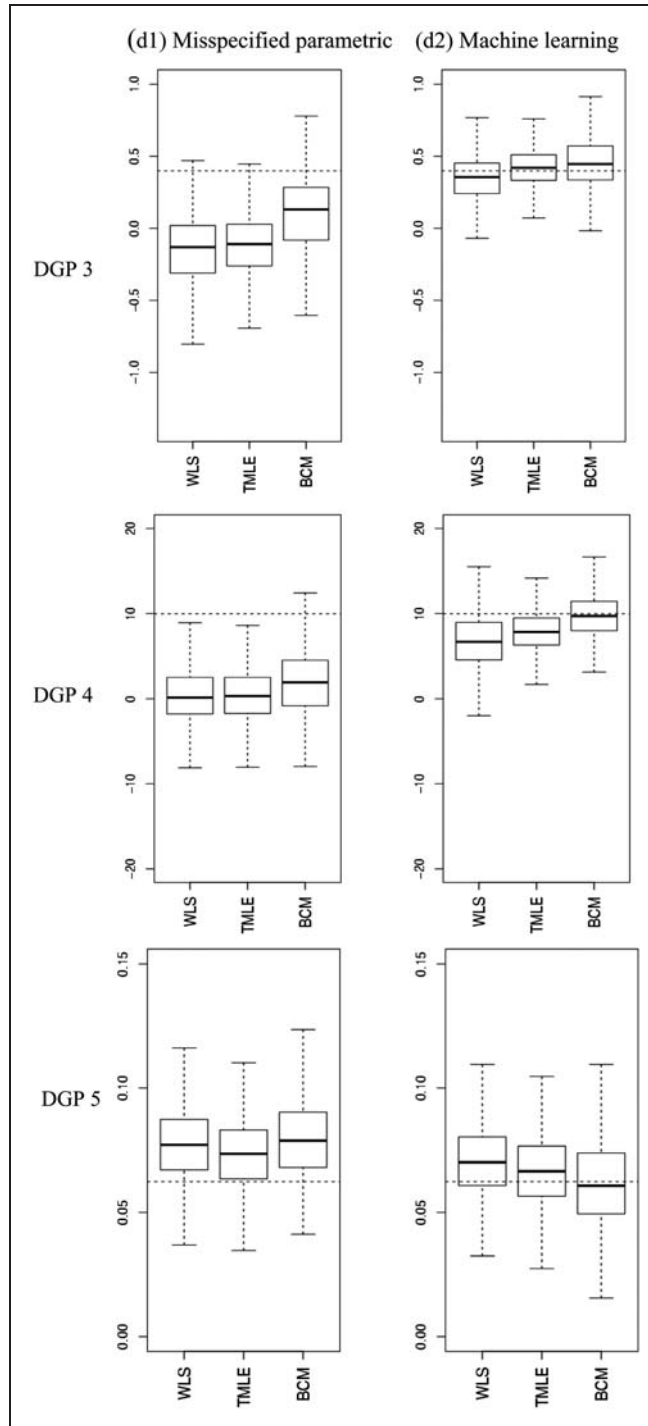 (d1) Misspecified parametric (d2) Machine learning
DGP 3
1.0
0.5
0.0
−0.5
−1.0
WLS
TMLE
BCM
1.0
0.5
0.0
−0.5
−1.0
WLS
TMLE
BCM
DGP 4
20
10
0
−10
−20
WLS
TMLE
BCM
20
10
0
−10
−20
WLS
TMLE
BCM
DGP 5
0.15
0.10
0.05
0.00
WLS
TMLE
BCM
0.15
0.10
0.05
0.00
WLS
TMLE
BCM